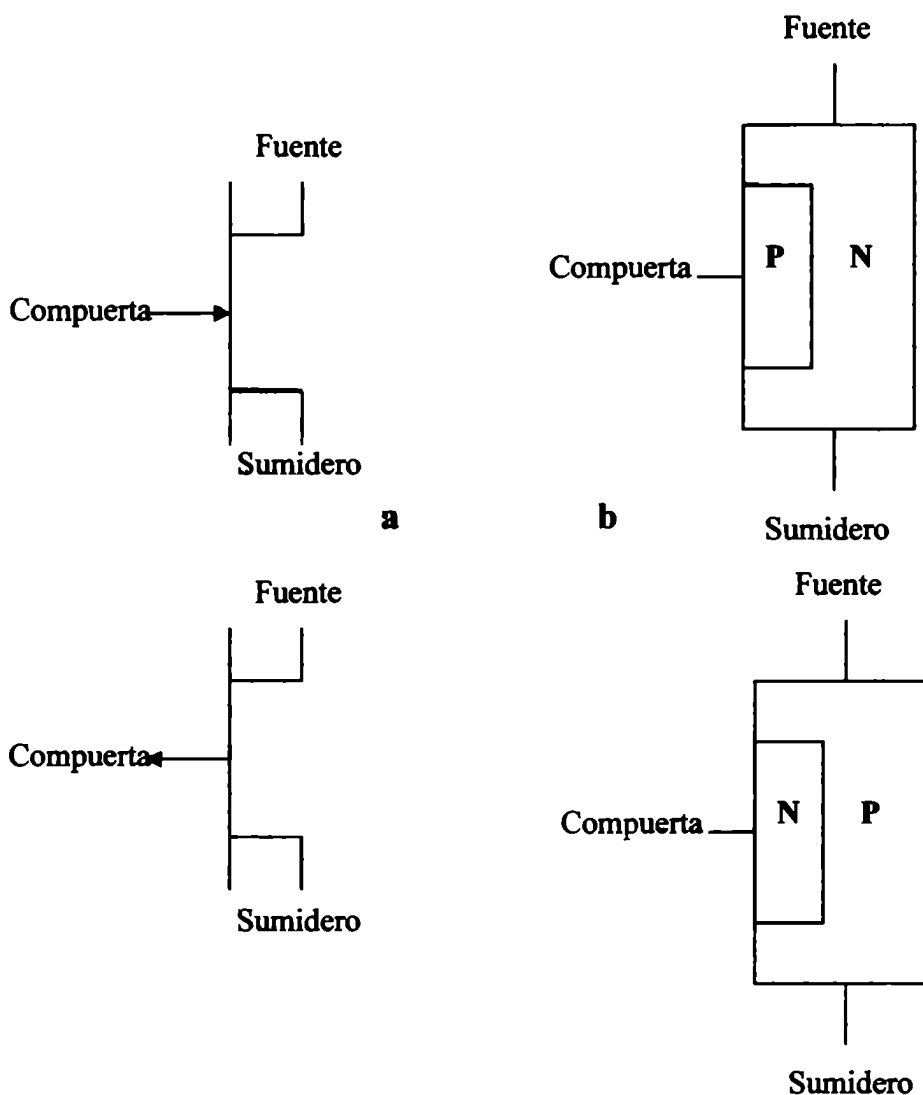 Fuente
Fuente
Compuerta
P N
Compuerta
Sumidero
a b
Sumidero
Fuente
Fuente
Compuerta
N P
Compuerta
Sumidero
Sumidero